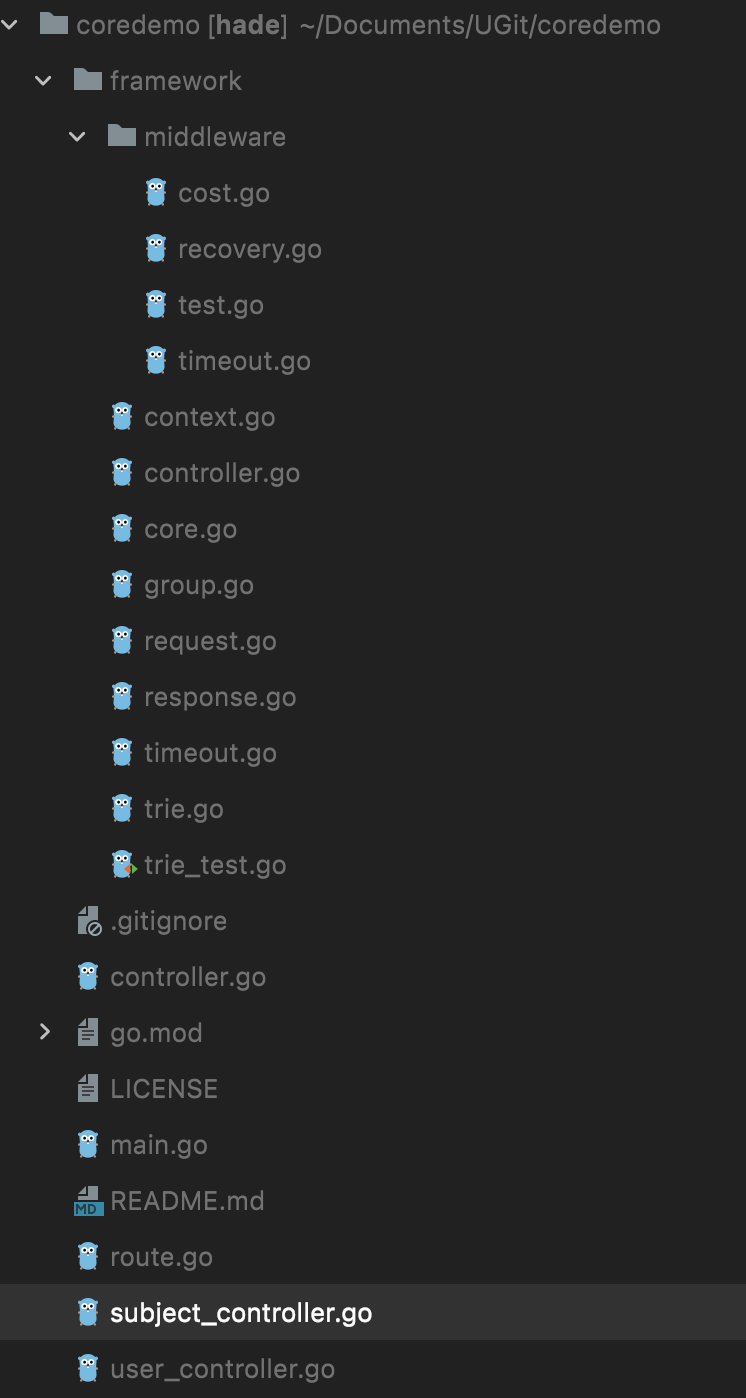 coredemo [hade] ~/Documents/UGit/coredemo
framework
middleware
cost.go
recovery.go
test.go
timeout.go
context.go
controller.go
core.go
group.go
request.go
response.go
timeout.go
trie.go
trie_test.go
.gitignore
controller.go
go.mod
LICENSE
main.go
MD README.md
route.go
subject_controller.go
user_controller.go